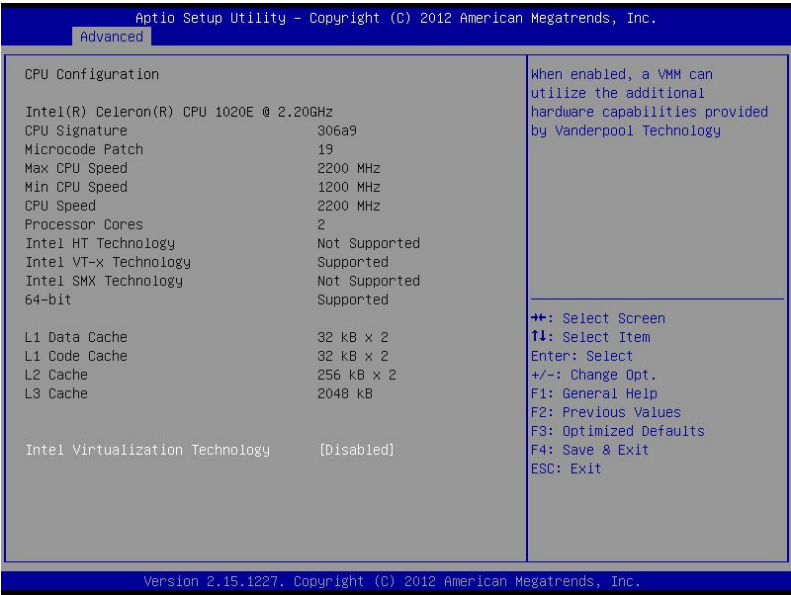 Aptio Setup Utility – Copyright (C) 2012 American Megatrends, Inc.
Advanced
CPU Configuration
Intel(R) Celeron(R) CPU 1020E @ 2.20GHz
CPU Signature 306a9
Microcode Patch 19
Max CPU Speed 2200 MHz
Min CPU Speed 1200 MHz
CPU Speed 2200 MHz
Processor Cores 2
Intel HT Technology Not Supported
Intel VT-x Technology Supported
Intel SMX Technology Not Supported
64-bit Supported
L1 Data Cache 32 kB x 2
L1 Code Cache 32 kB x 2
L2 Cache 256 kB x 2
L3 Cache 2048 kB
Intel Virtualization Technology [Disabled]
When enabled, a VMM can
utilize the additional
hardware capabilities provided
by Vanderpool Technology
→←: Select Screen
↑↓: Select Item
Enter: Select
+/-: Change Opt.
F1: General Help
F2: Previous Values
F3: Optimized Defaults
F4: Save & Exit
ESC: Exit
Version 2.15.1227. Copyright (C) 2012 American Megatrends, Inc.